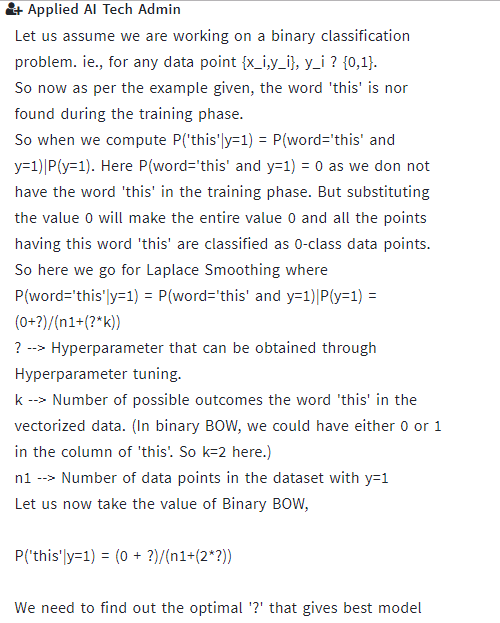 Applied AI Tech Admin
Let us assume we are working on a binary classification
problem. ie., for any data point {x_i,y_i}, y_i ? {0,1}.
So now as per the example given, the word 'this' is nor
found during the training phase.
So when we compute P('this'|y=1) = P(word='this' and
y=1)|P(y=1). Here P(word='this' and y=1) = 0 as we don not
have the word 'this' in the training phase. But substituting
the value 0 will make the entire value 0 and all the points
having this word 'this' are classified as 0-class data points.
So here we go for Laplace Smoothing where
P(word='this'|y=1) = P(word='this' and y=1)|P(y=1) =
(0+?)/(n1+(?*k))
? --> Hyperparameter that can be obtained through
Hyperparameter tuning.
k --> Number of possible outcomes the word 'this' in the
vectorized data. (In binary BOW, we could have either 0 or 1
in the column of 'this'. So k=2 here.)
n1 --> Number of data points in the dataset with y=1
Let us now take the value of Binary BOW,
P('this'|y=1) = (0 + ?)/(n1+(2*?))
We need to find out the optimal '?' that gives best model